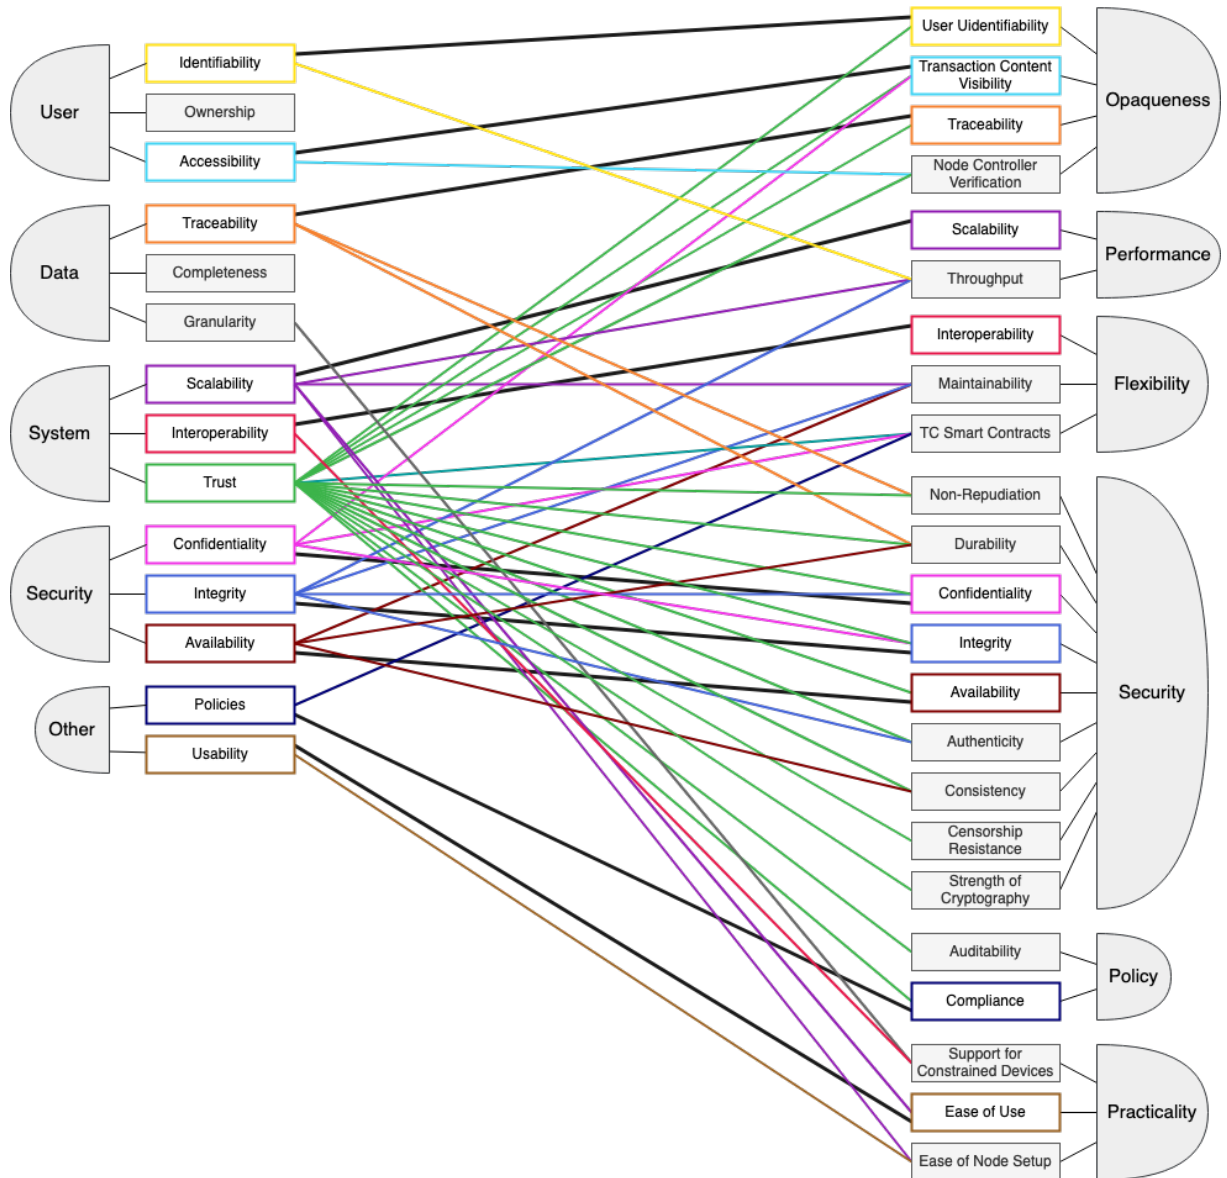 User
Identifiability
Ownership
Accessibility
Data
Traceability
Completeness
Granularity
System
Scalability
Interoperability
Trust
Security
Confidentiality
Integrity
Availability
Other
Policies
Usability
User Uidentifiability
Transaction Content
Visibility
Traceability
Node Controller
Verification
Opaqueness
Scalability
Throughput
Performance
Interoperability
Maintainability
TC Smart Contracts
Flexibility
Non-Repudiation
Durability
Confidentiality
Integrity
Availability
Authenticity
Consistency
Censorship
Resistance
Strength of
Cryptography
Security
Auditability
Compliance
Policy
Support for
Constrained Devices
Ease of Use
Ease of Node Setup
Practicality